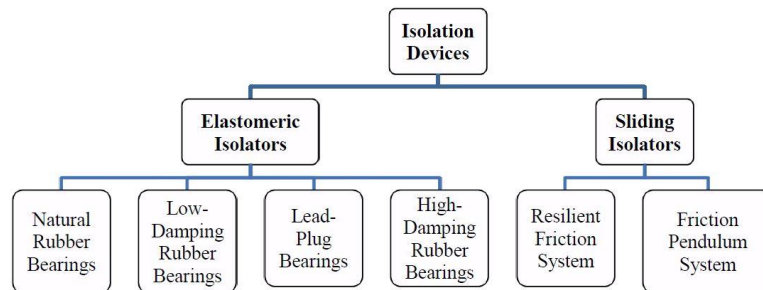 Isolation
Devices
Elastomeric
Isolators
Sliding
Isolators
Natural
Rubber
Bearings
Low-
Damping
Rubber
Bearings
Lead-
Plug
Bearings
High-
Damping
Rubber
Bearings
Resilient
Friction
System
Friction
Pendulum
System